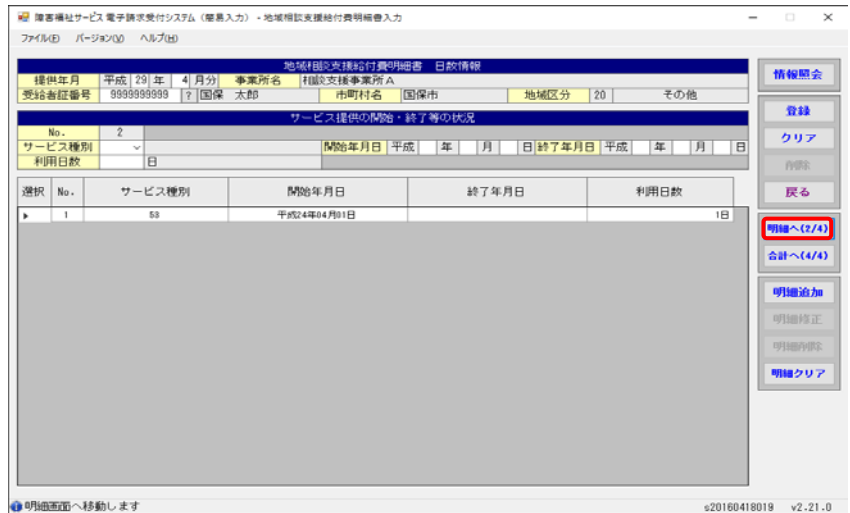 障害福祉サービス 電子請求受付システム (簡易入力) - 地域相談支援給付費明細書入力
ファイル(F) バージョン(V) ヘルプ(H)
地域相談支援給付費明細書 日数情報
提供年月 平成 29 年 4 月分 事業所名 相談支援事業所A
受給者証番号 9999999999 ? 国保 太郎 市町村名 国保市 地域区分 20 その他
サービス提供の開始・終了等の状況
No. 2
サービス種別 開始年月日 平成 年 月 日 終了年月日 平成 年 月 日
利用日数 日
選択 No. サービス種別 開始年月日 終了年月日 利用日数
1 53 平成24年04月01日 1日
情報照会
登録
クリア
削除
戻る
明細へ(2/4)
合計へ(4/4)
明細追加
明細修正
明細削除
明細クリア
明細画面へ移動します s20160418019 v2.21.0